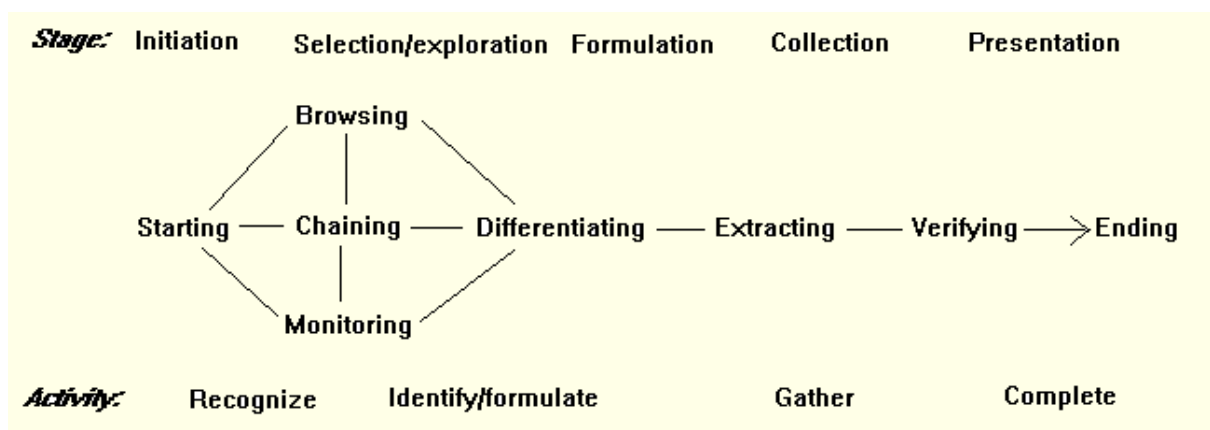 Stage: Initiation Selection/exploration Formulation Collection Presentation
Browsing
Starting Chaining Differentiating Extracting Verifying Ending
Monitoring
Activity: Recognize Identify/formulate Gather Complete